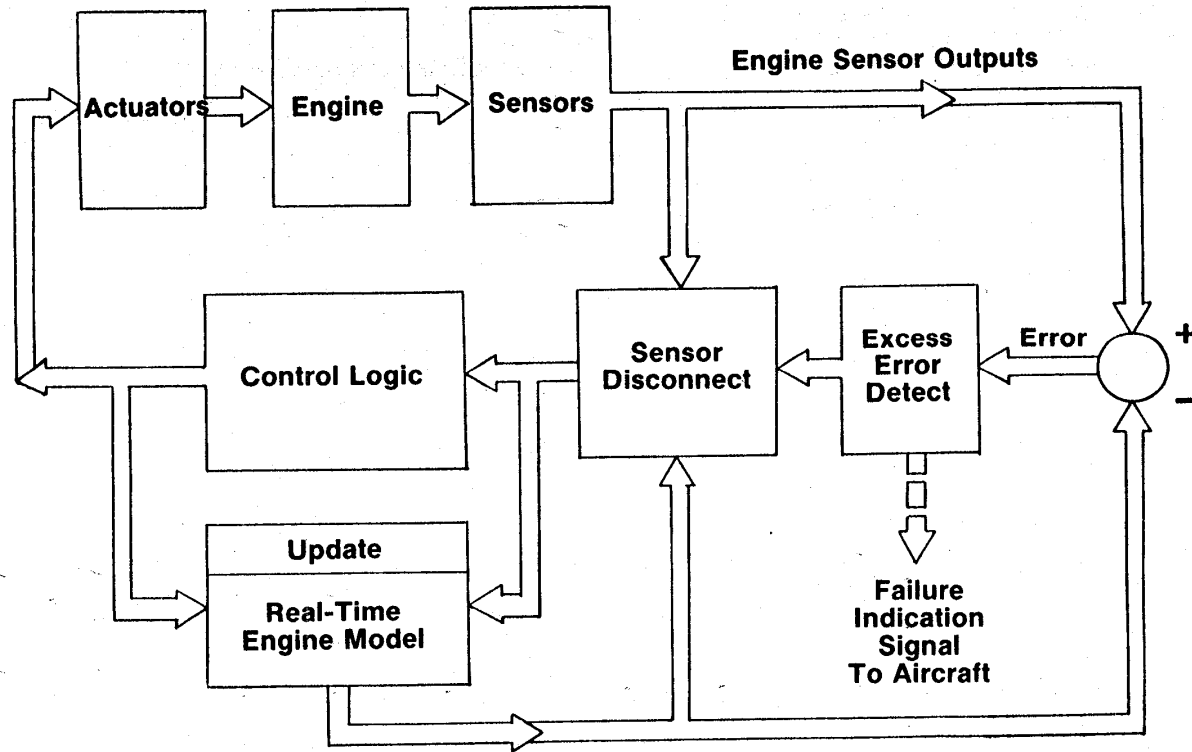 Engine Sensor Outputs
Actuators
Engine
Sensors
+
Error
Excess
Error
Detect
Sensor
Disconnect
Control Logic
−
Update
Real-Time
Engine Model
Failure
Indication
Signal
To Aircraft